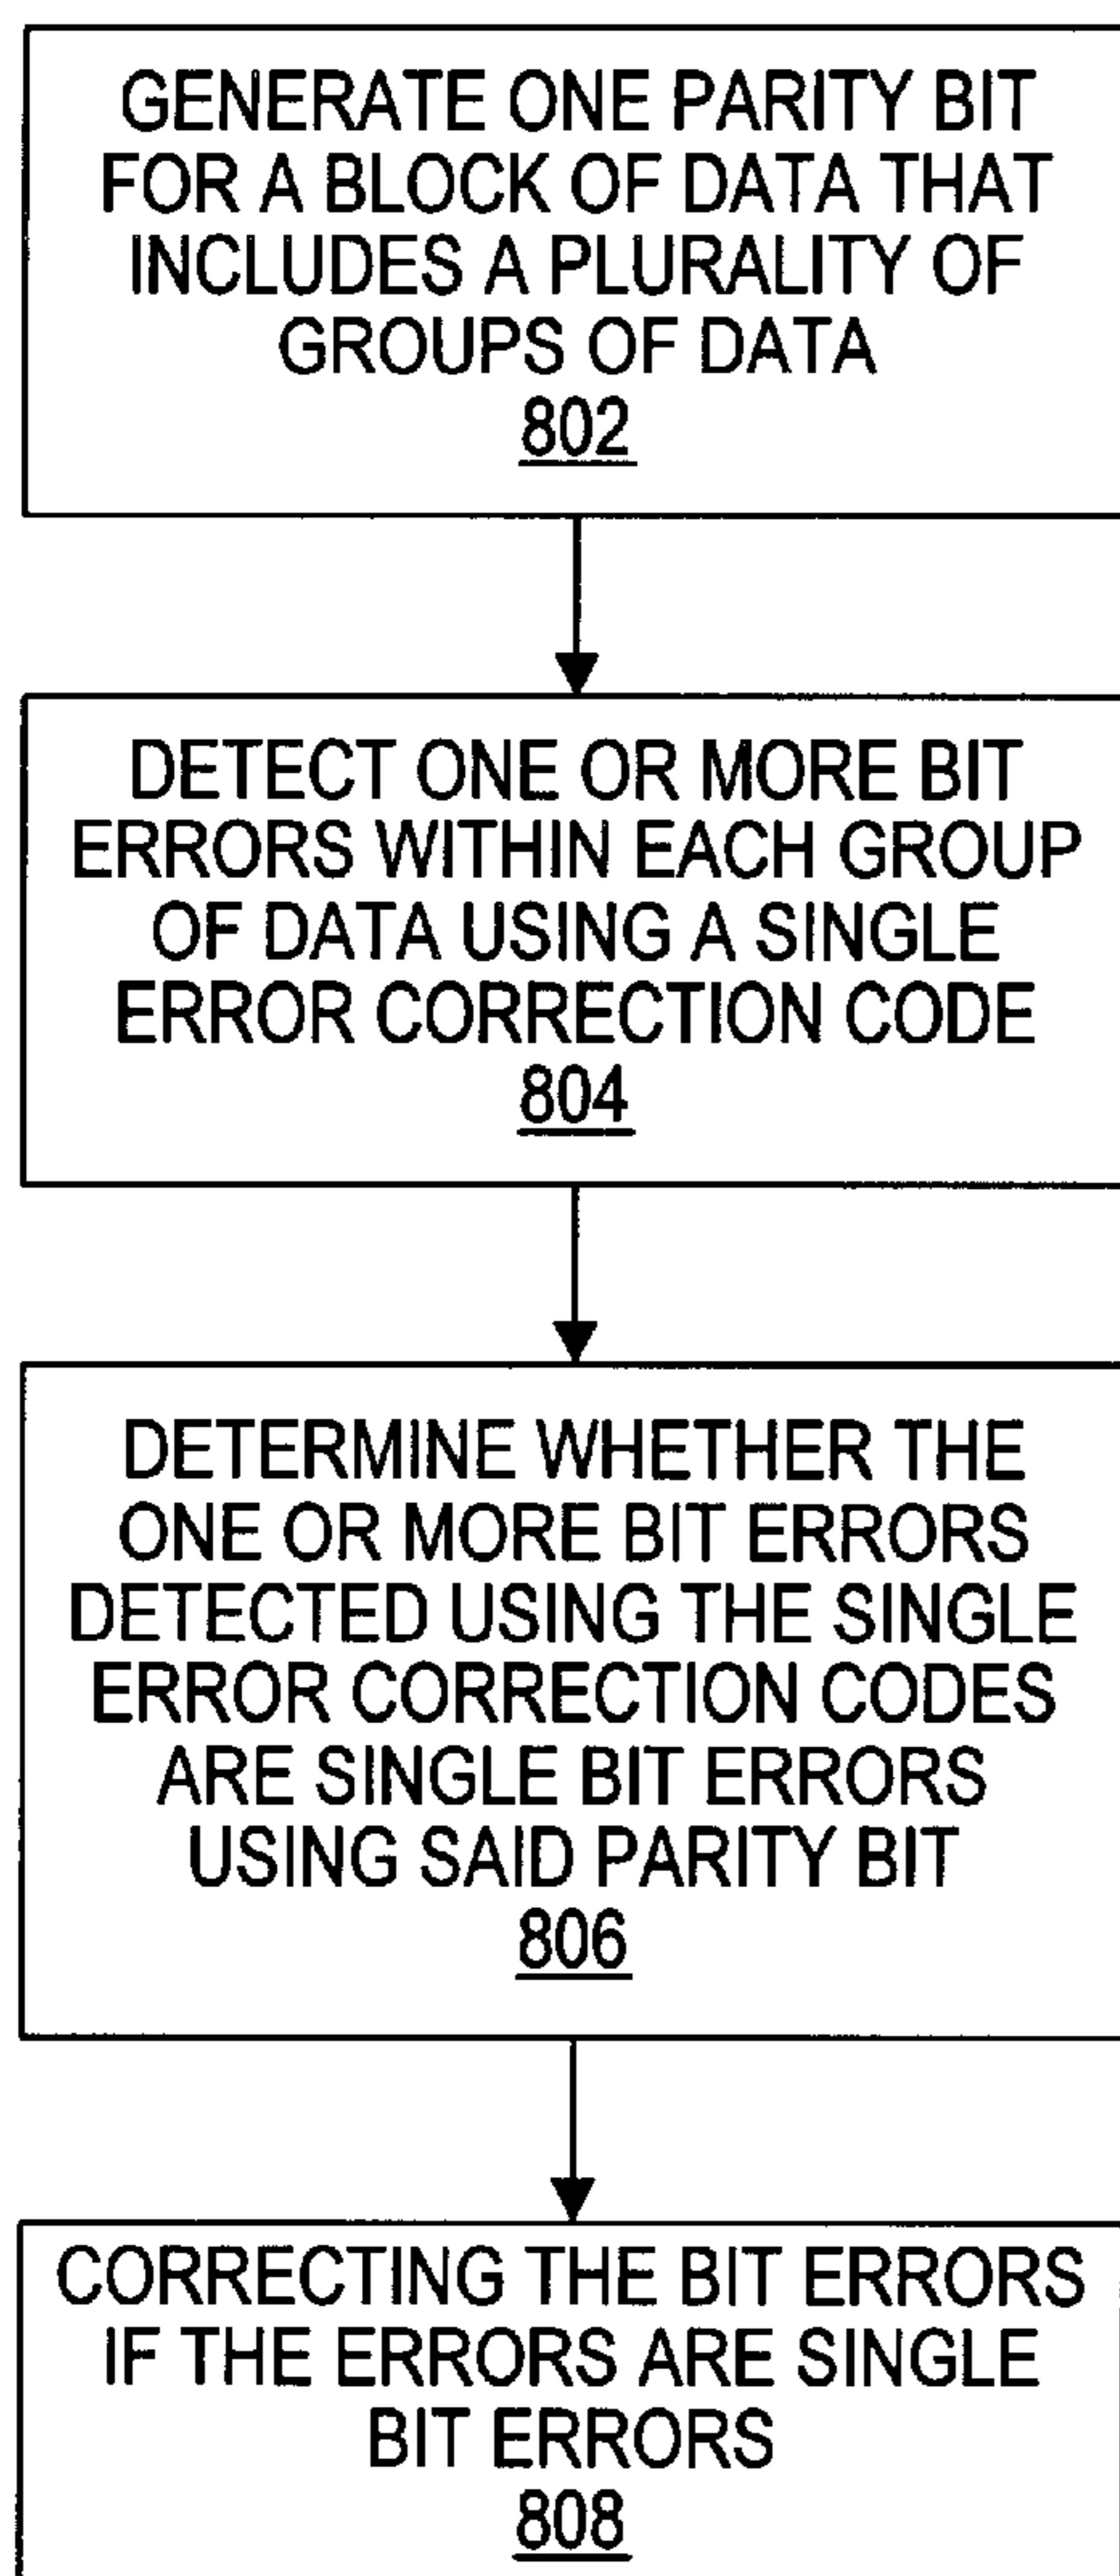 GENERATE ONE PARITY BIT
FOR A BLOCK OF DATA THAT
INCLUDES A PLURALITY OF
GROUPS OF DATA
802
DETECT ONE OR MORE BIT
ERRORS WITHIN EACH GROUP
OF DATA USING A SINGLE
ERROR CORRECTION CODE
804
DETERMINE WHETHER THE
ONE OR MORE BIT ERRORS
DETECTED USING THE SINGLE
ERROR CORRECTION CODES
ARE SINGLE BIT ERRORS
USING SAID PARITY BIT
806
CORRECTING THE BIT ERRORS
IF THE ERRORS ARE SINGLE
BIT ERRORS
808